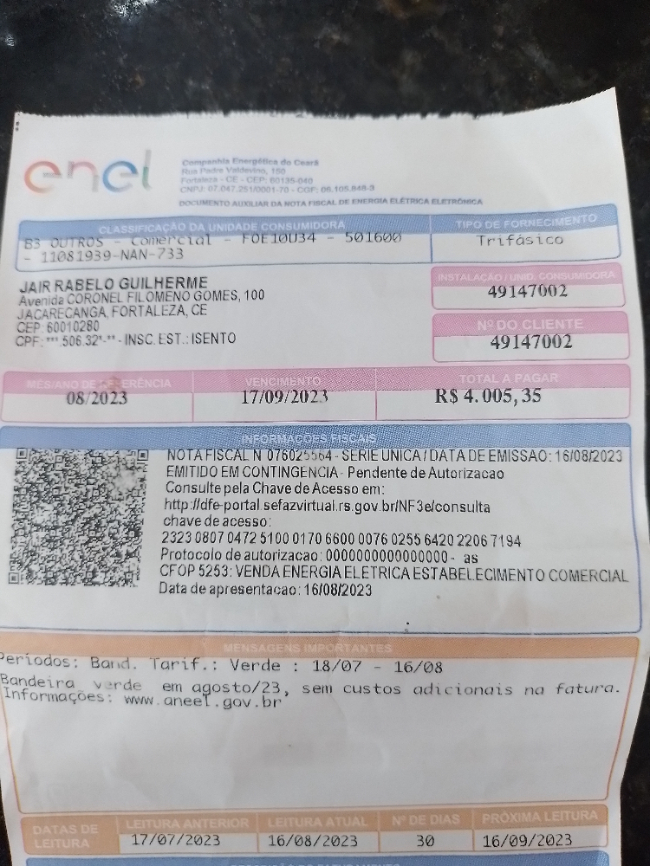 enel
Companhia Energética do Ceará
Rua Padre Valdevino, 150
Fortaleza - CE - CEP: 60135-040
CNPJ: 07.047.251/0001-70 - CGF: 06.105.848-3
DOCUMENTO AUXILIAR DA NOTA FISCAL DE ENERGIA ELÉTRICA ELETRÔNICA
CLASSIFICAÇÃO DA UNIDADE CONSUMIDORA
B3 OUTROS - Comercial - FOE10U34 - 501600
- 11081939-NAN-733
TIPO DE FORNECIMENTO
Trifásico
JAIR RABELO GUILHERME
Avenida CORONEL FILOMENO GOMES, 100
JACARECANGA, FORTALEZA, CE
CEP: 60010280
CPF: *** 506.32*-** - INSC. EST.: ISENTO
INSTALAÇÃO / UNID. CONSUMIDORA
49147002
Nº DO CLIENTE
49147002
MÊS/ANO DE REFERÊNCIA
08/2023
VENCIMENTO
17/09/2023
TOTAL A PAGAR
R$ 4.005,35
INFORMAÇÕES FISCAIS
NOTA FISCAL N 076025564 - SERIE UNICA / DATA DE EMISSAO: 16/08/2023
EMITIDO EM CONTINGENCIA - Pendente de Autorizacao
Consulte pela Chave de Acesso em:
http://dfe-portal.sefazvirtual.rs.gov.br/NF3e/consulta
chave de acesso:
2323 0807 0472 5100 0170 6600 0076 0255 6420 2206 7194
Protocolo de autorizacao: 0000000000000000 - as
CFOP 5253: VENDA ENERGIA ELETRICA ESTABELECIMENTO COMERCIAL
Data de apresentacao: 16/08/2023
MENSAGENS IMPORTANTES
Períodos: Band. Tarif.: Verde : 18/07 - 16/08
Bandeira verde em agosto/23, sem custos adicionais na fatura.
Informações: www.aneel.gov.br
DATAS DE LEITURA
LEITURA ANTERIOR
17/07/2023
LEITURA ATUAL
16/08/2023
Nº DE DIAS
30
PRÓXIMA LEITURA
16/09/2023